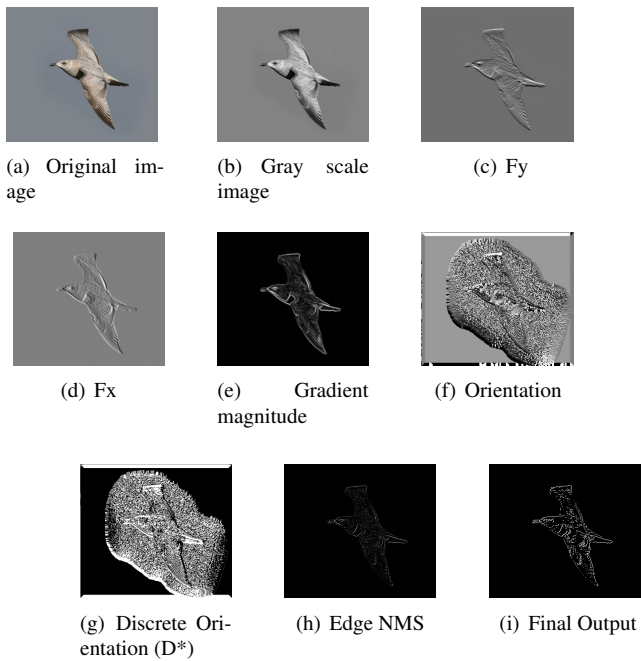 (a) Original im-
age
(b) Gray scale
image
(c) Fy
(d) Fx
(e) Gradient
magnitude
(f) Orientation
(g) Discrete Ori-
entation (D*)
(h) Edge NMS
(i) Final Output